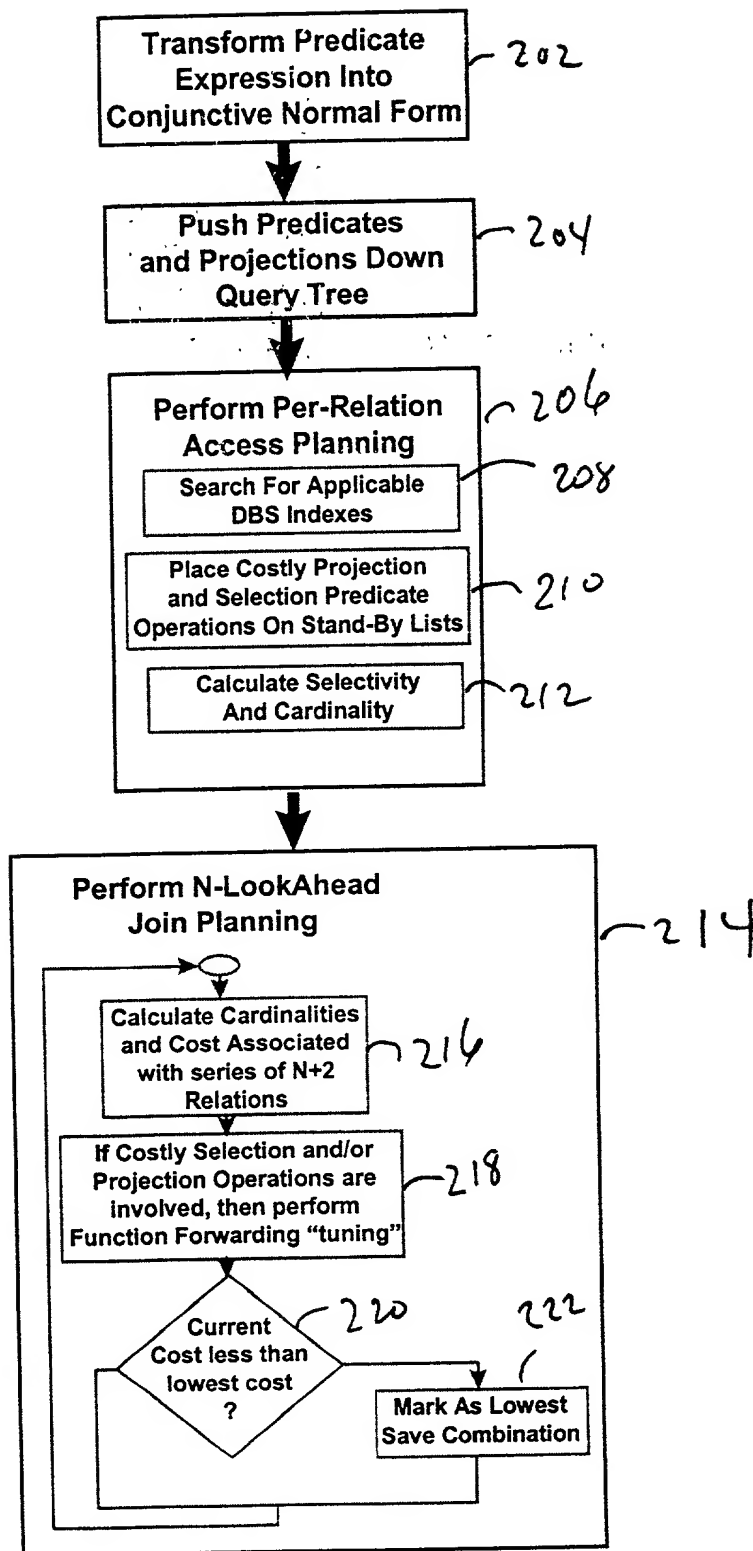 Transform Predicate
Expression Into
Conjunctive Normal Form
202
Push Predicates
and Projections Down
Query Tree
204
Perform Per-Relation
Access Planning
206
Search For Applicable
DBS Indexes
208
Place Costly Projection
and Selection Predicate
Operations On Stand-By Lists
210
Calculate Selectivity
And Cardinality
212
Perform N-LookAhead
Join Planning
214
Calculate Cardinalities
and Cost Associated
with series of N+2
Relations
216
If Costly Selection and/or
Projection Operations are
involved, then perform
Function Forwarding "tuning"
218
Current
Cost less than
lowest cost
?
220
222
Mark As Lowest
Save Combination